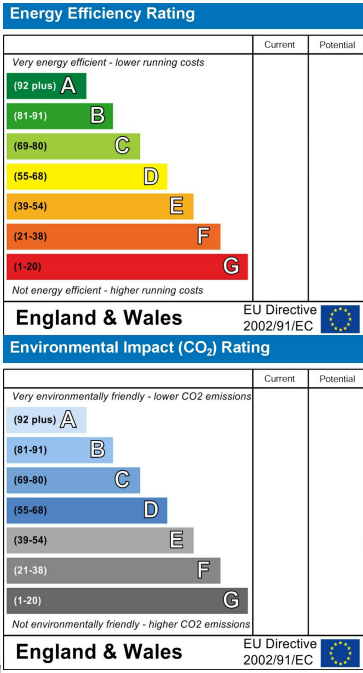 Energy Efficiency Rating
Current Potential
Very energy efficient - lower running costs
(92 plus) A
(81-91) B
(69-80) C
(55-68) D
(39-54) E
(21-38) F
(1-20) G
Not energy efficient - higher running costs
England & Wales
EU Directive
2002/91/EC
Environmental Impact (CO₂) Rating
Current Potential
Very environmentally friendly - lower CO2 emissions
(92 plus) A
(81-91) B
(69-80) C
(55-68) D
(39-54) E
(21-38) F
(1-20) G
Not environmentally friendly - higher CO2 emissions
England & Wales
EU Directive
2002/91/EC